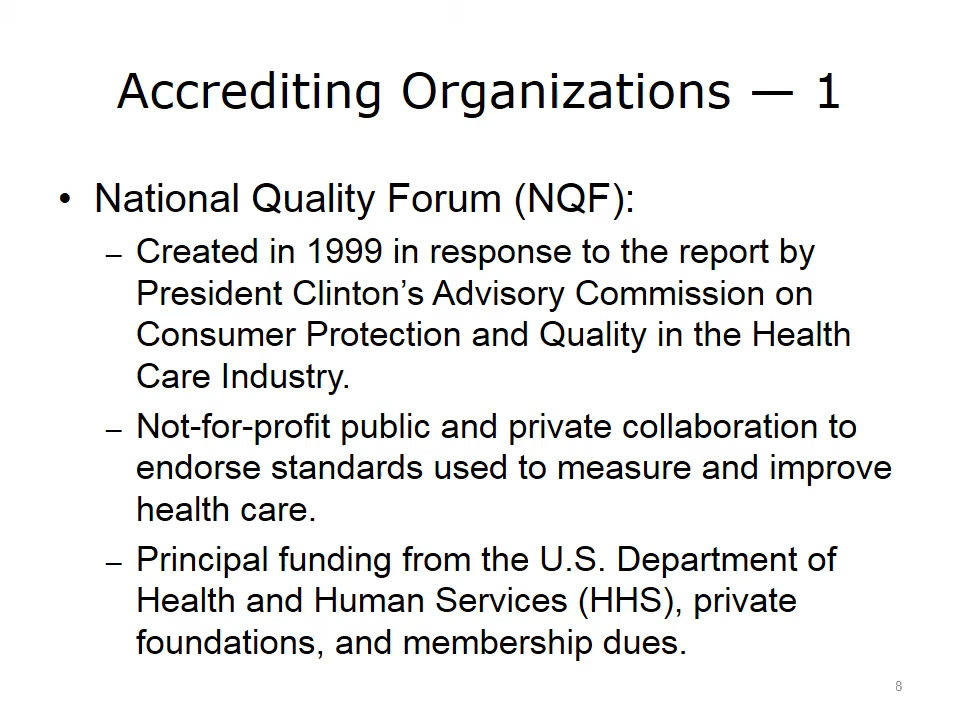 Accrediting Organizations — 1
• National Quality Forum (NQF):
– Created in 1999 in response to the report by
President Clinton’s Advisory Commission on
Consumer Protection and Quality in the Health
Care Industry.
– Not-for-profit public and private collaboration to
endorse standards used to measure and improve
health care.
– Principal funding from the U.S. Department of
Health and Human Services (HHS), private
foundations, and membership dues.
8